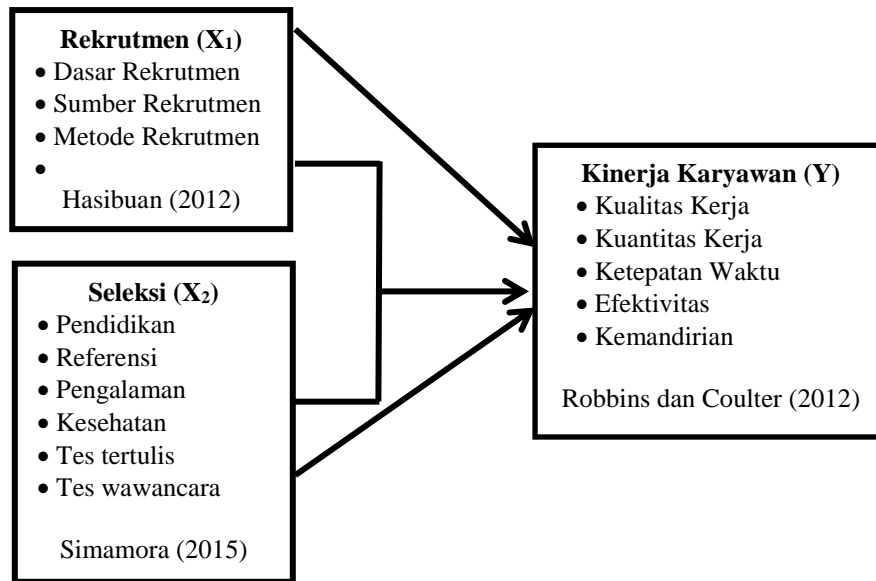 Rekrutmen (X₁)
• Dasar Rekrutmen
• Sumber Rekrutmen
• Metode Rekrutmen
•
Hasibuan (2012)
Seleksi (X₂)
• Pendidikan
• Referensi
• Pengalaman
• Kesehatan
• Tes tertulis
• Tes wawancara
Simamora (2015)
Kinerja Karyawan (Y)
• Kualitas Kerja
• Kuantitas Kerja
• Ketepatan Waktu
• Efektivitas
• Kemandirian
Robbins dan Coulter (2012)